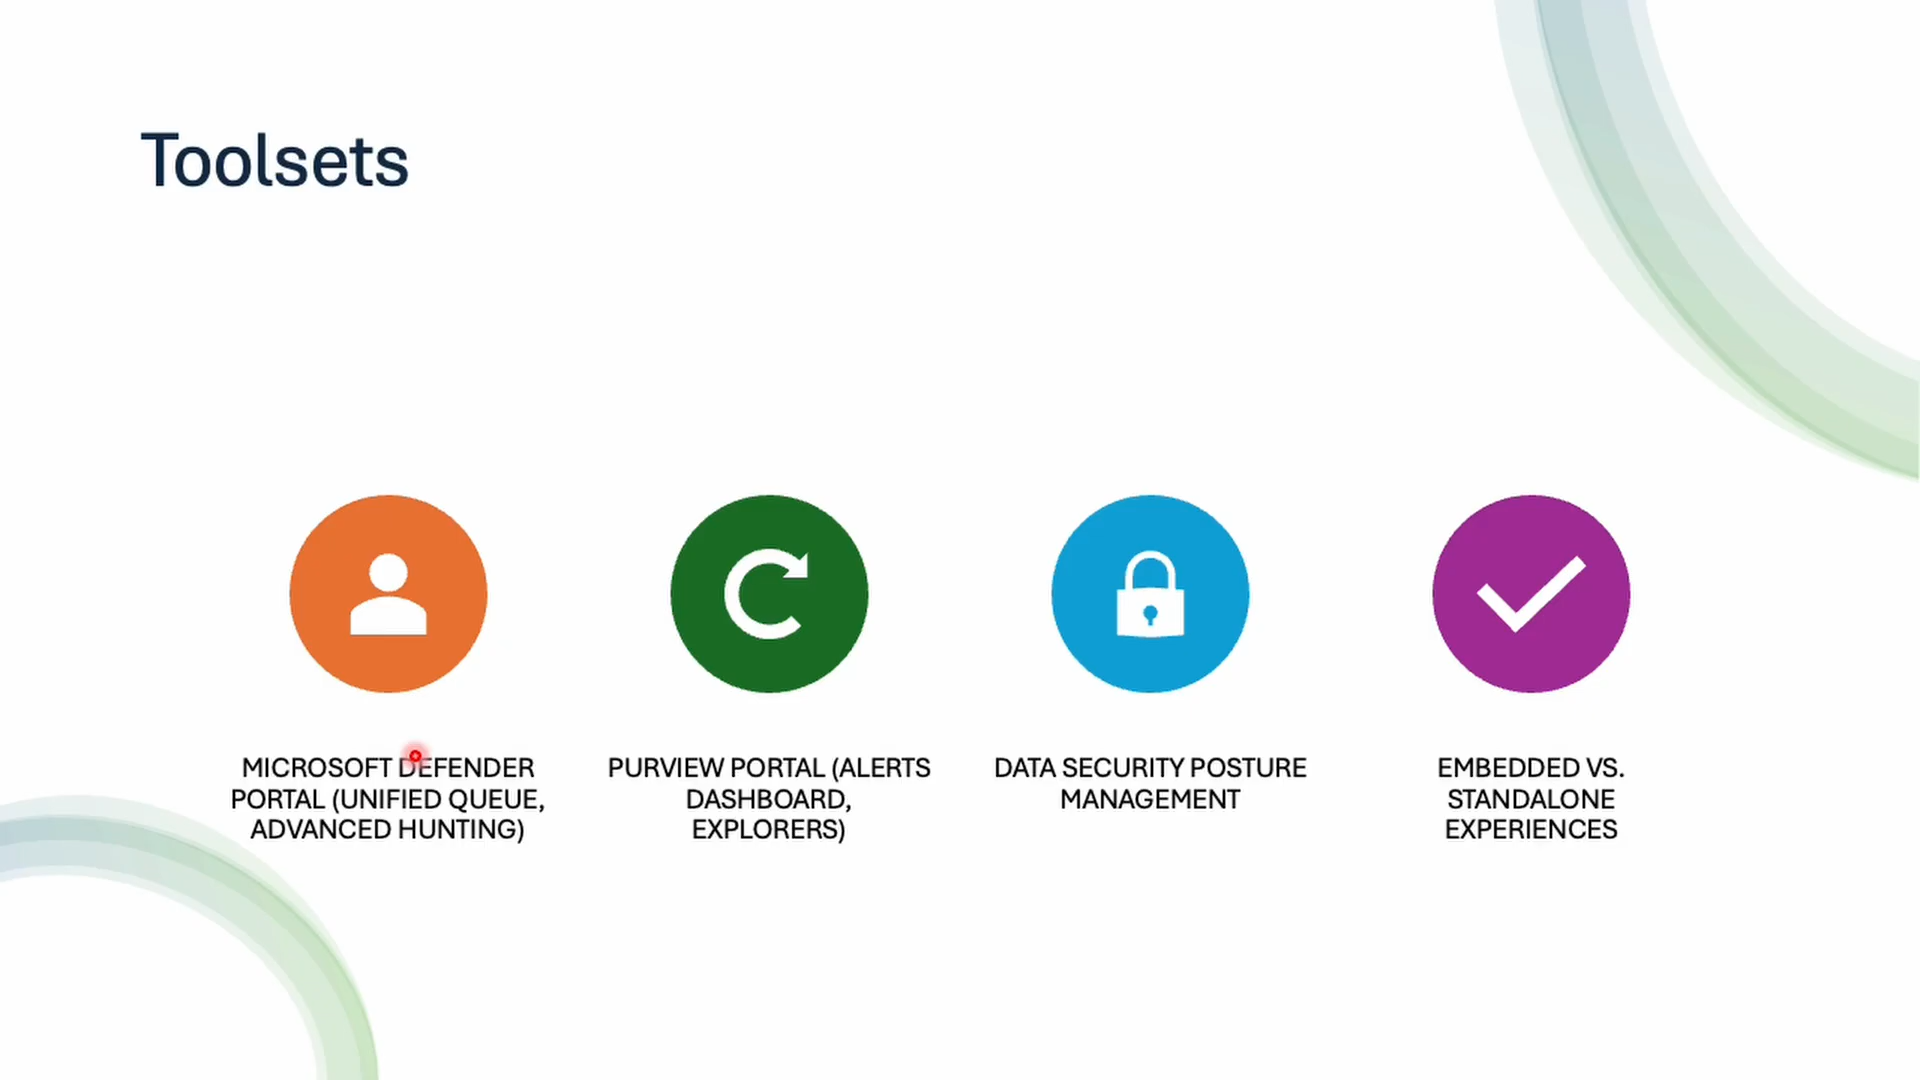 Toolsets
MICROSOFT DEFENDER
PORTAL (UNIFIED QUEUE,
ADVANCED HUNTING)
PURVIEW PORTAL (ALERTS
DASHBOARD,
EXPLORERS)
DATA SECURITY POSTURE
MANAGEMENT
EMBEDDED VS.
STANDALONE
EXPERIENCES